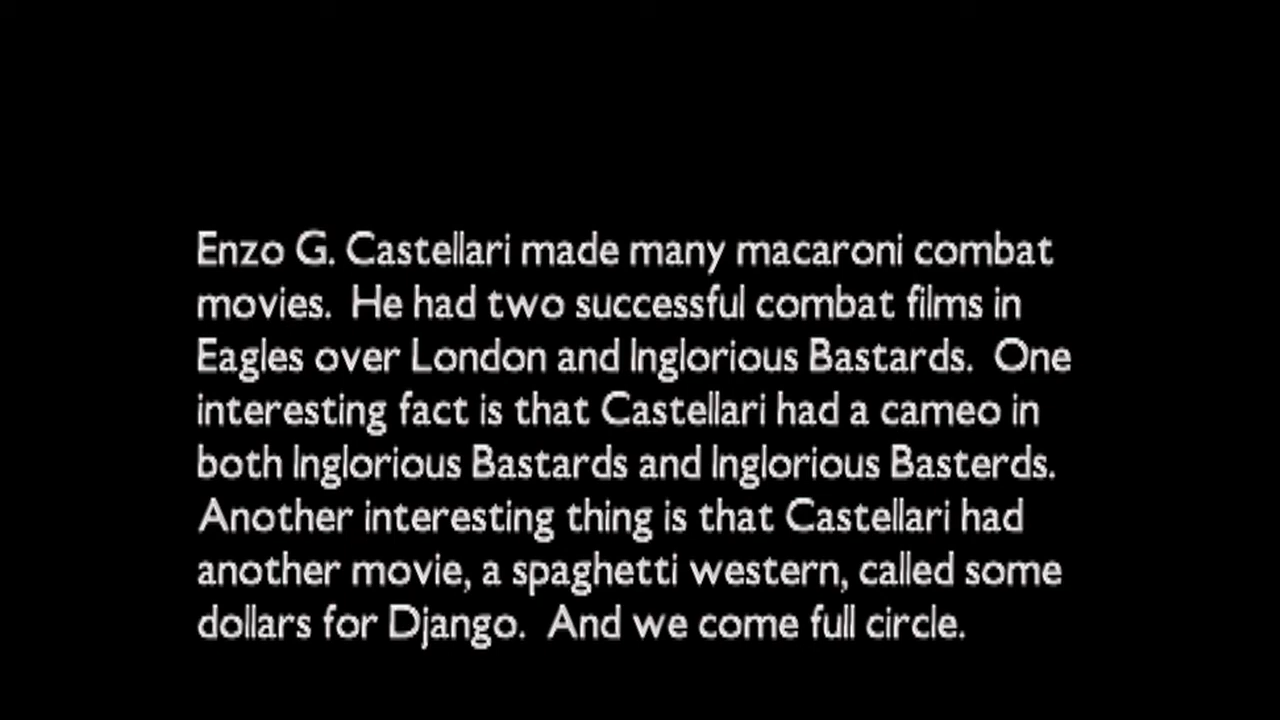 Enzo G. Castellari made many macaroni combat
movies.  He had two successful combat films in
Eagles over London and Inglorious Bastards.  One
interesting fact is that Castellari had a cameo in
both Inglorious Bastards and Inglorious Basterds.
Another interesting thing is that Castellari had
another movie, a spaghetti western, called some
dollars for Django.  And we come full circle.